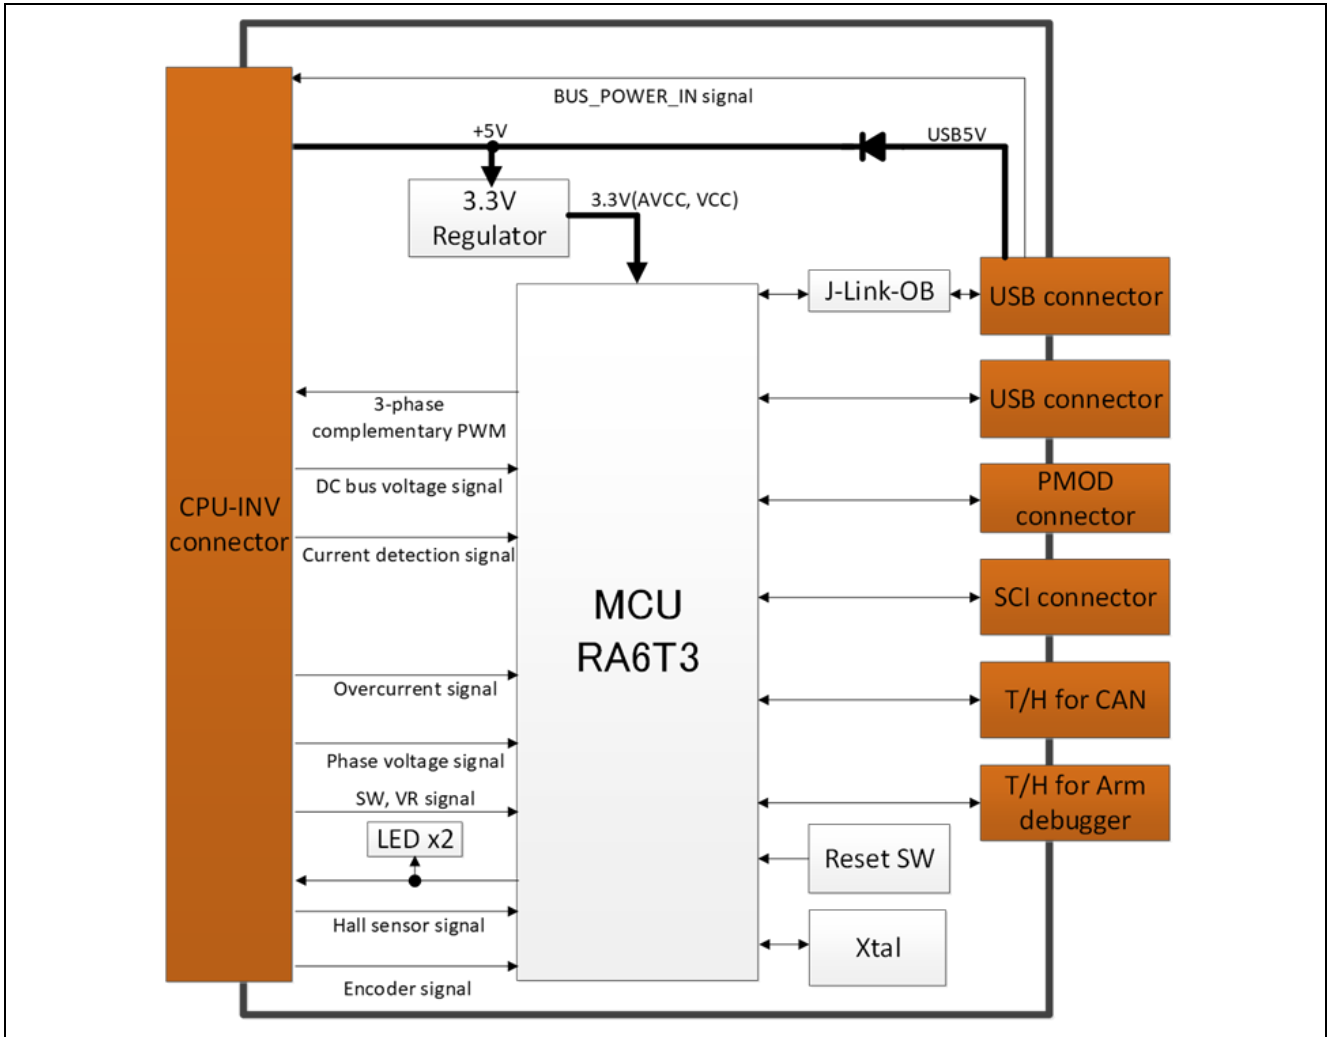 BUS_POWER_IN signal
+5V
USB5V
3.3V
Regulator
3.3V(AVCC, VCC)
J-Link-OB
USB connector
USB connector
3-phase
complementary PWM
DC bus voltage signal
PMOD
connector
CPU-INV
connector
Current detection signal
MCU
RA6T3
SCI connector
Overcurrent signal
T/H for CAN
Phase voltage signal
SW, VR signal
T/H for Arm
debugger
LED x2
Reset SW
Hall sensor signal
Xtal
Encoder signal